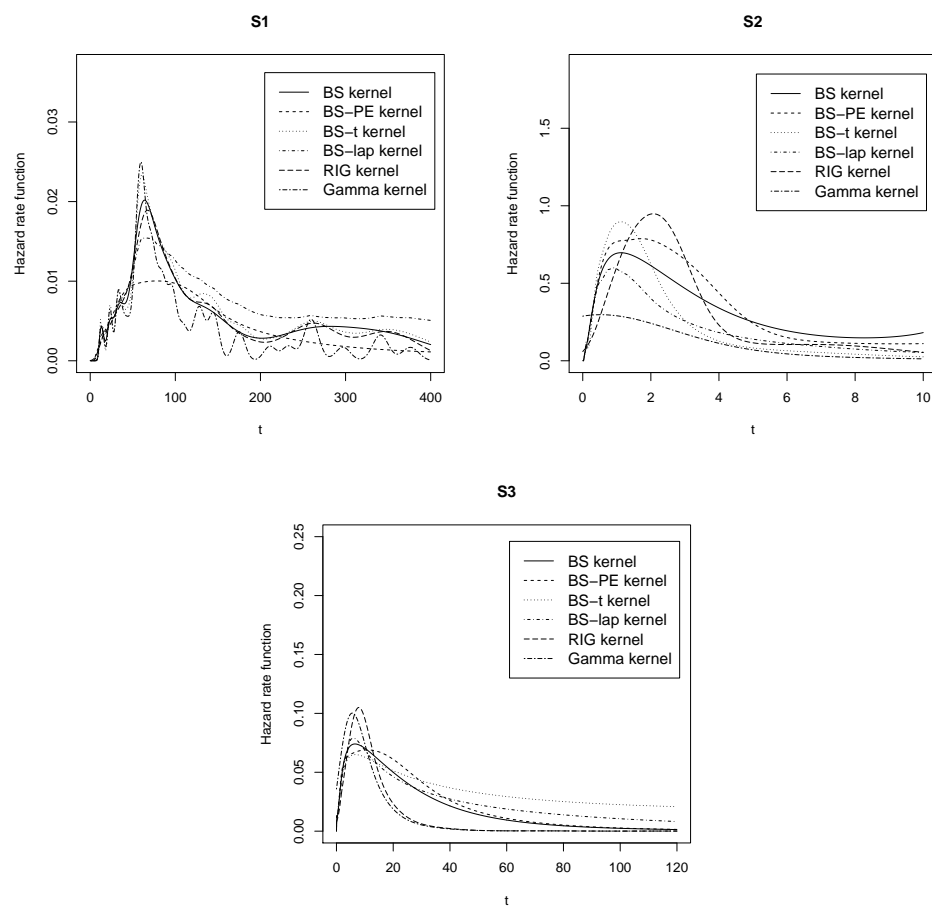 S1
Hazard rate function
0.00 0.01 0.02 0.03
BS kernel
BS−PE kernel
BS−t kernel
BS−lap kernel
RIG kernel
Gamma kernel
0 100 200 300 400
t
S2
Hazard rate function
0.0 0.5 1.0 1.5
BS kernel
BS−PE kernel
BS−t kernel
BS−lap kernel
RIG kernel
Gamma kernel
0 2 4 6 8 10
t
S3
Hazard rate function
0.00 0.05 0.10 0.15 0.20 0.25
BS kernel
BS−PE kernel
BS−t kernel
BS−lap kernel
RIG kernel
Gamma kernel
0 20 40 60 80 100 120
t